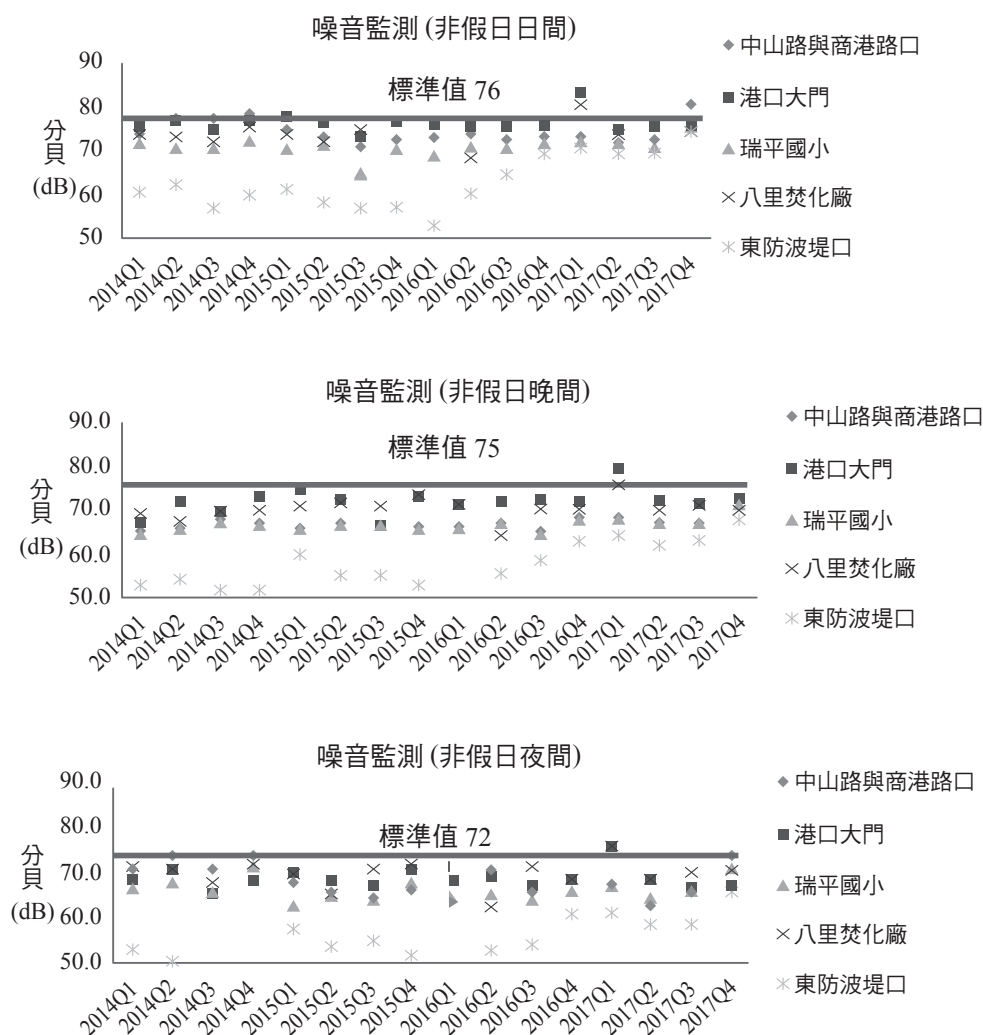 噪音監測 (非假日日間)
90
80
70
60
50
分貝
(dB)
標準值 76
中山路與商港路口
港口大門
瑞平國小
八里焚化廠
東防波堤口
2014Q1
2014Q2
2014Q3
2014Q4
2015Q1
2015Q2
2015Q3
2015Q4
2016Q1
2016Q2
2016Q3
2016Q4
2017Q1
2017Q2
2017Q3
2017Q4
噪音監測 (非假日晚間)
90.0
80.0
70.0
60.0
50.0
分貝
(dB)
標準值 75
中山路與商港路口
港口大門
瑞平國小
八里焚化廠
東防波堤口
2014Q1
2014Q2
2014Q3
2014Q4
2015Q1
2015Q2
2015Q3
2015Q4
2016Q1
2016Q2
2016Q3
2016Q4
2017Q1
2017Q2
2017Q3
2017Q4
噪音監測 (非假日夜間)
90.0
80.0
70.0
60.0
50.0
分貝
(dB)
標準值 72
中山路與商港路口
港口大門
瑞平國小
八里焚化廠
東防波堤口
2014Q1
2014Q2
2014Q3
2014Q4
2015Q1
2015Q2
2015Q3
2015Q4
2016Q1
2016Q2
2016Q3
2016Q4
2017Q1
2017Q2
2017Q3
2017Q4